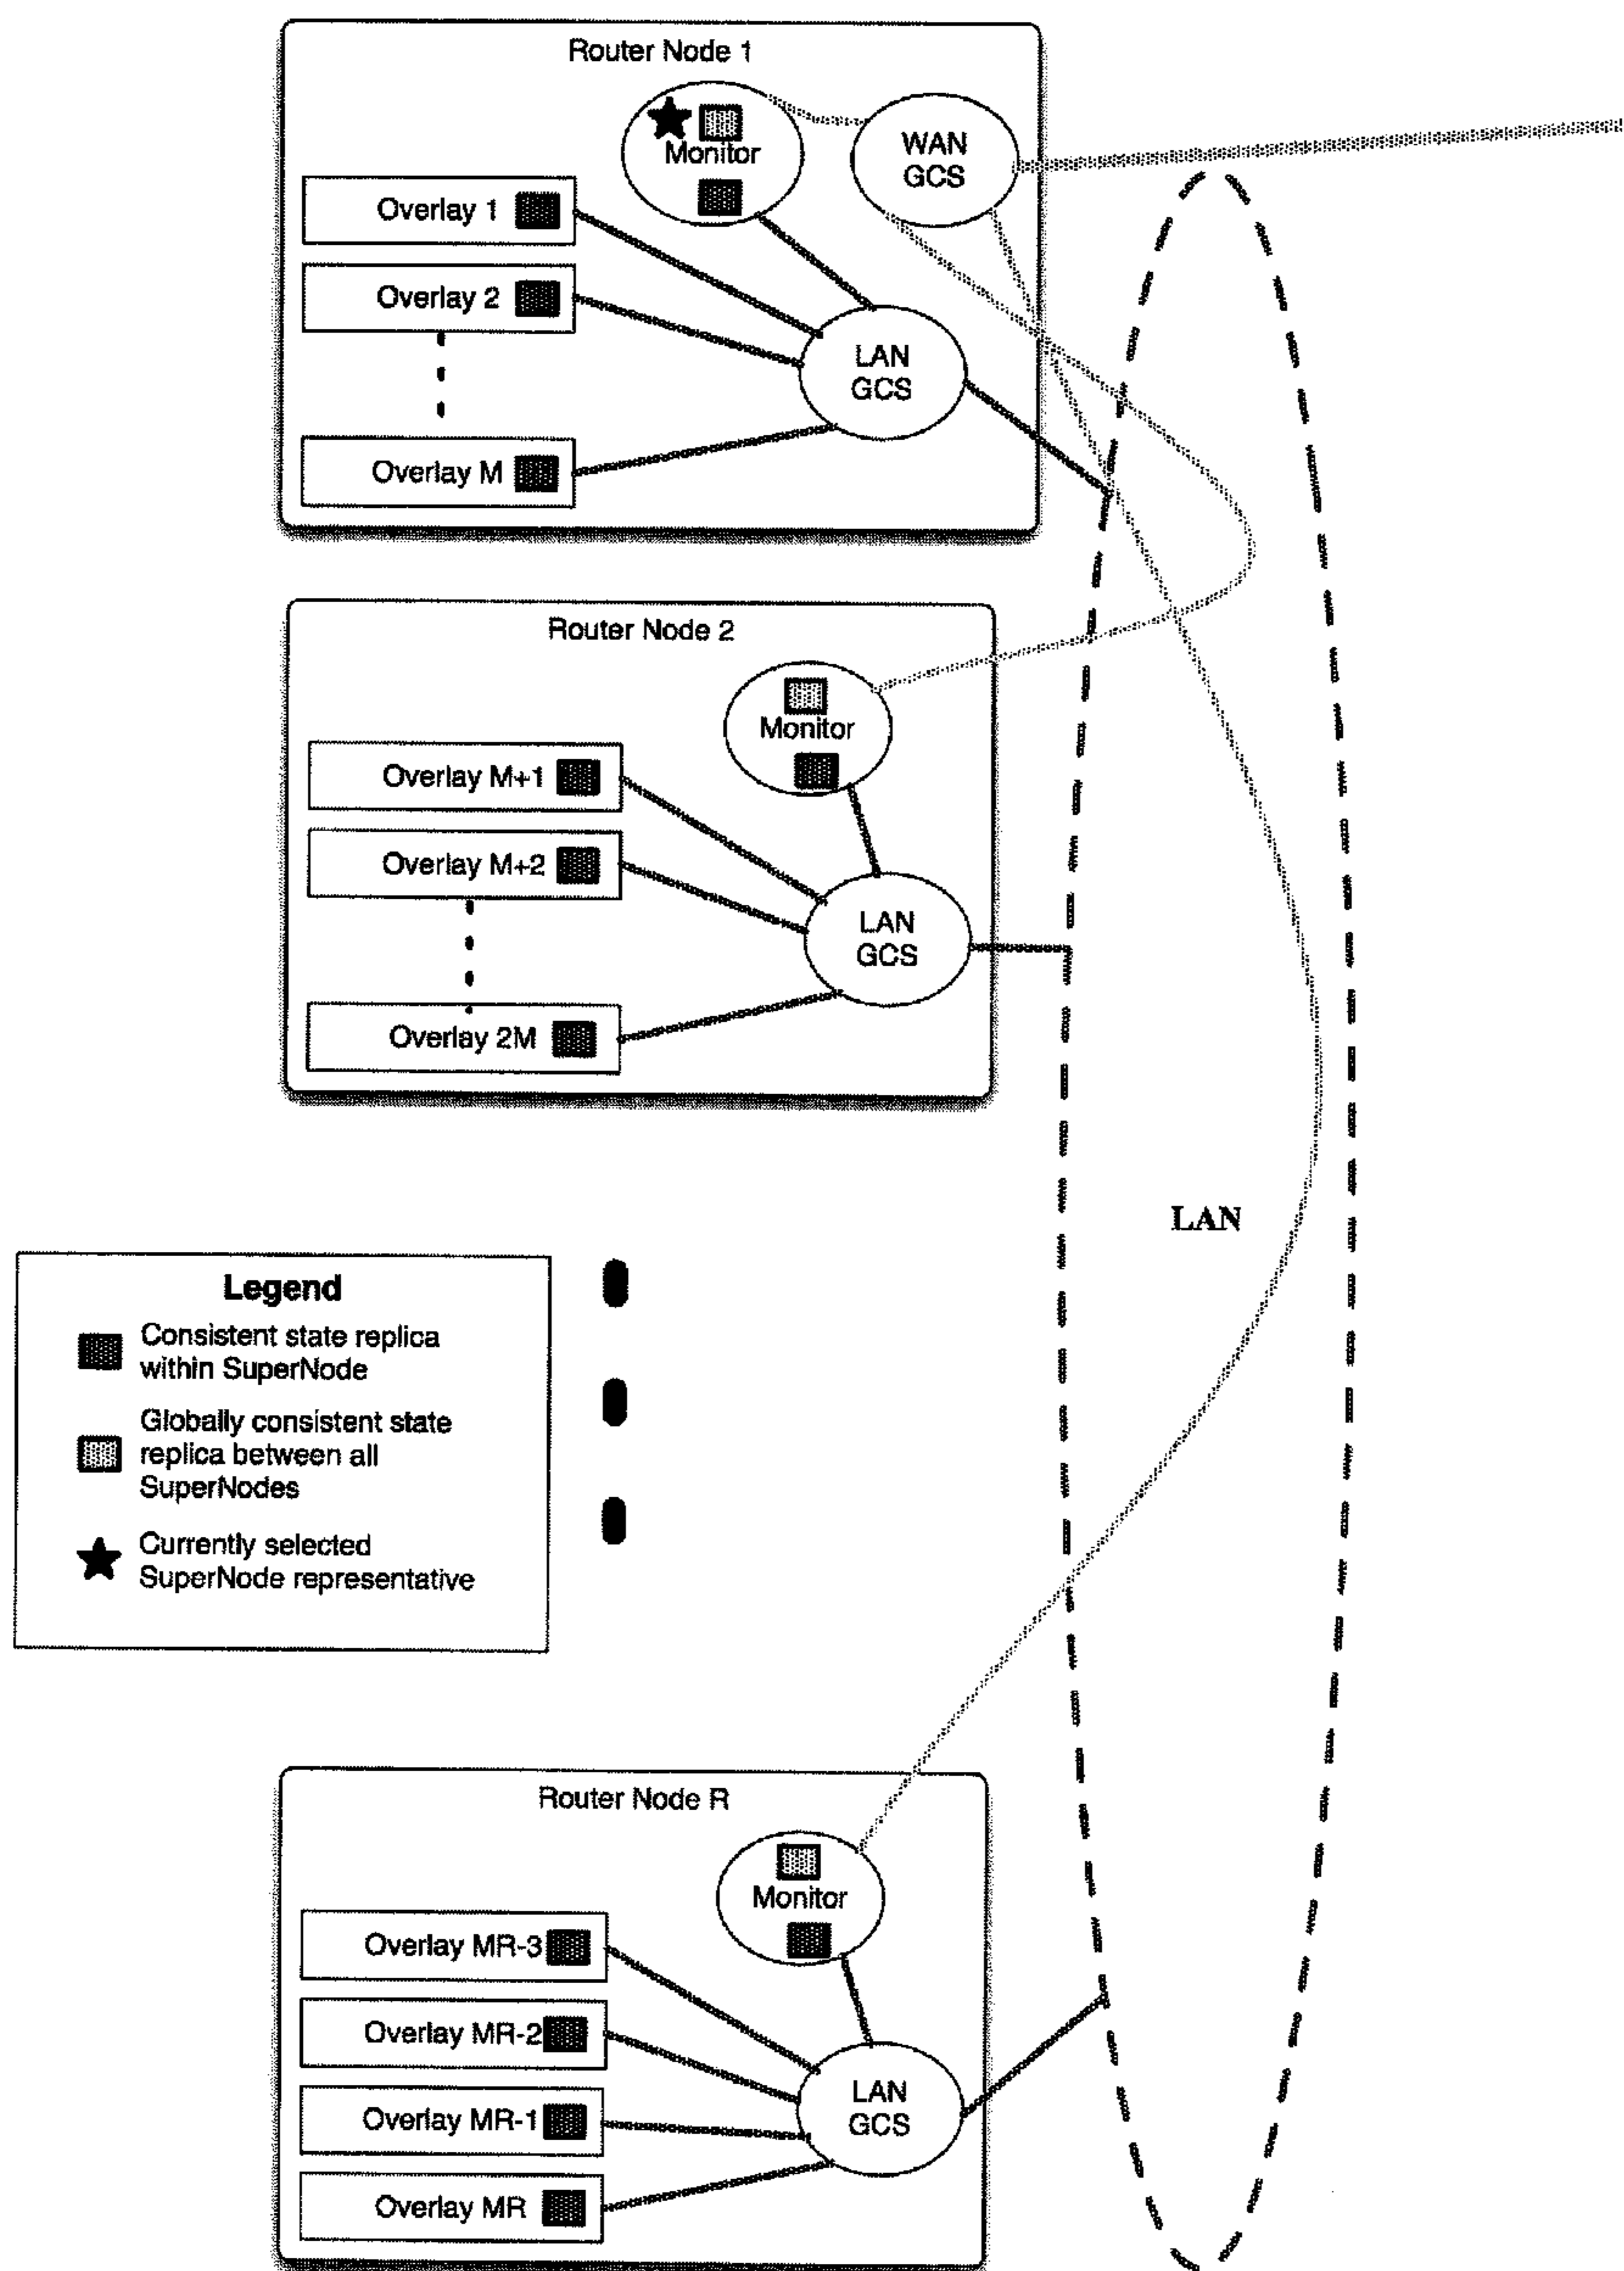 Router Node 1
Monitor
WAN
GCS
Overlay 1
Overlay 2
LAN
GCS
Overlay M
Router Node 2
Monitor
Overlay M+1
Overlay M+2
LAN
GCS
Overlay 2M
LAN
Legend
Consistent state replica
within SuperNode
Globally consistent state
replica between all
SuperNodes
Currently selected
SuperNode representative
Router Node R
Monitor
Overlay MR-3
Overlay MR-2
LAN
GCS
Overlay MR-1
Overlay MR